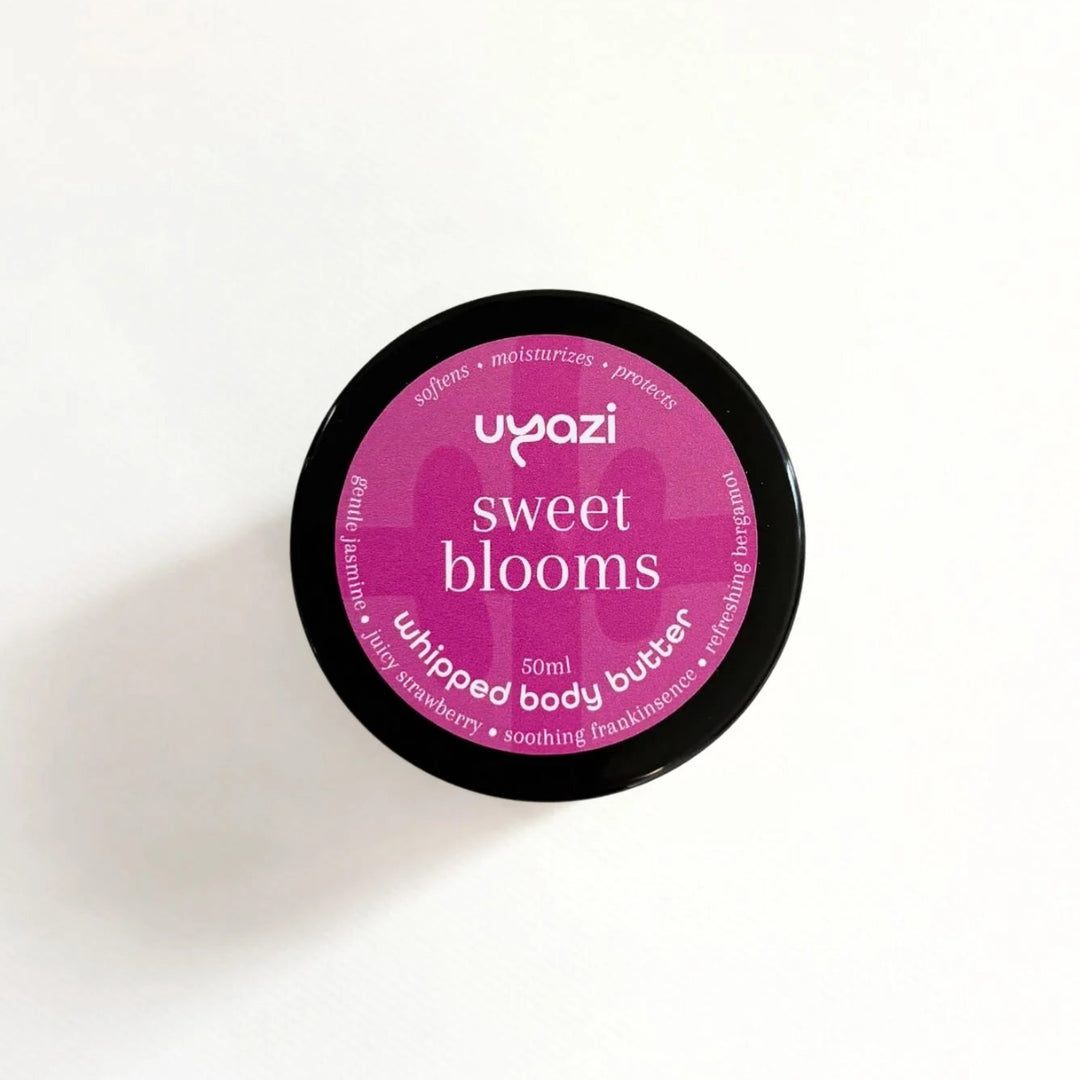 softens • moisturizes • protects
uyazi
sweet
blooms
50ml
whipped body butter
gentle jasmine • juicy strawberry • soothing frankinsence • refreshing bergamot